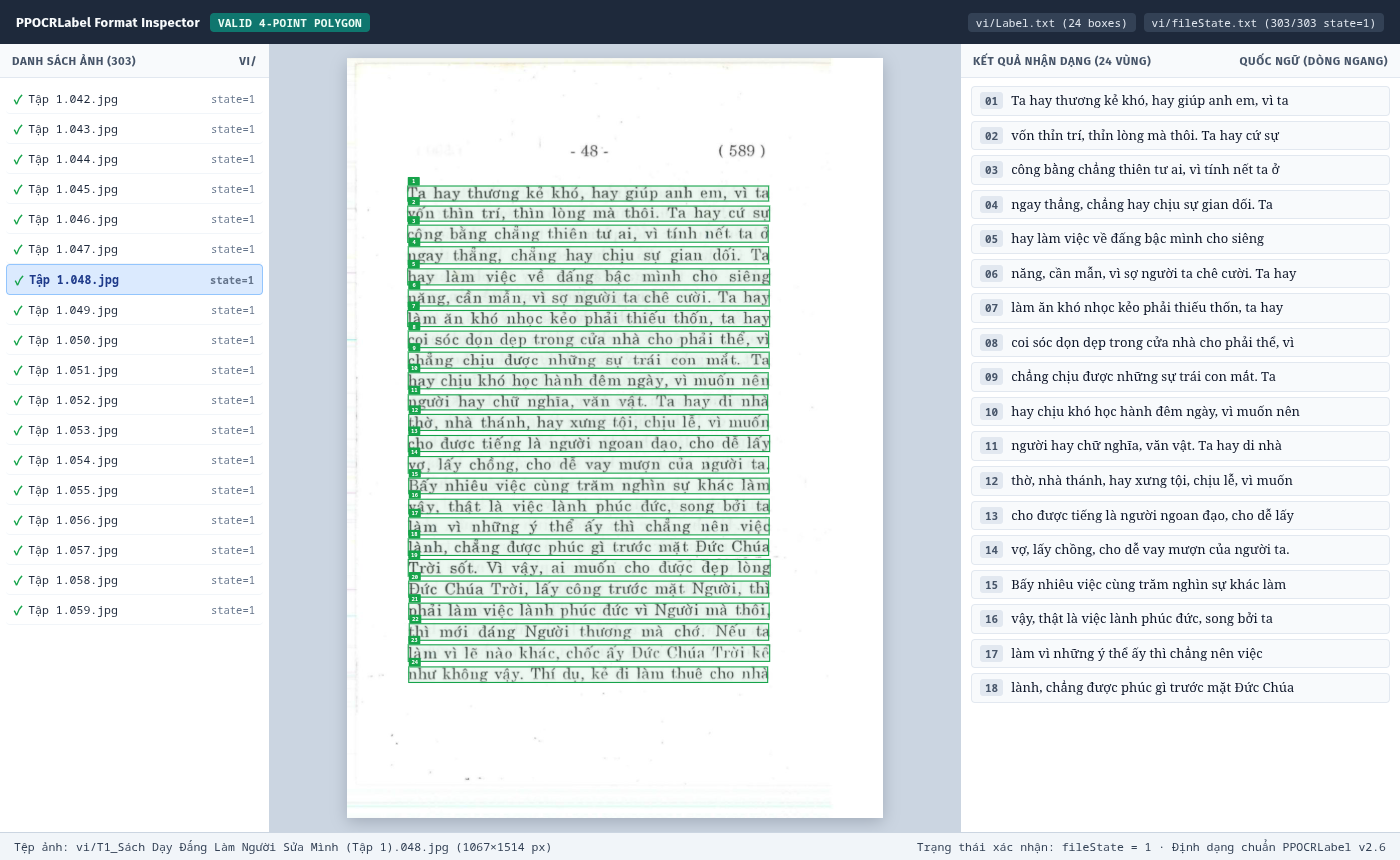 PPOCRLabel Format Inspector
VALID 4-POINT POLYGON
vi/Label.txt (24 boxes)
vi/fileState.txt (303/303 state=1)
DANH SÁCH ẢNH (303)
VI/
✓ Tập 1.042.jpg state=1
✓ Tập 1.043.jpg state=1
✓ Tập 1.044.jpg state=1
✓ Tập 1.045.jpg state=1
✓ Tập 1.046.jpg state=1
✓ Tập 1.047.jpg state=1
✓ Tập 1.048.jpg state=1
✓ Tập 1.049.jpg state=1
✓ Tập 1.050.jpg state=1
✓ Tập 1.051.jpg state=1
✓ Tập 1.052.jpg state=1
✓ Tập 1.053.jpg state=1
✓ Tập 1.054.jpg state=1
✓ Tập 1.055.jpg state=1
✓ Tập 1.056.jpg state=1
✓ Tập 1.057.jpg state=1
✓ Tập 1.058.jpg state=1
✓ Tập 1.059.jpg state=1
- 48 -
( 589 )
1 Ta hay thương kẻ khó, hay giúp anh em, vì ta
2 vốn thìn trí, thìn lòng mà thôi. Ta hay cứ sự
3 công bằng chẳng thiên tư ai, vì tính nết ta ở
4 ngay thẳng, chẳng hay chịu sự gian dối. Ta
5 hay làm việc về đấng bậc mình cho siêng
6 năng, cần mẫn, vì sợ người ta chê cười. Ta hay
7 làm ăn khó nhọc kẻo phải thiếu thốn, ta hay
8 coi sóc dọn dẹp trong cửa nhà cho phải thể, vì
9 chẳng chịu được những sự trái con mắt. Ta
10 hay chịu khó học hành đêm ngày, vì muốn nên
11 người hay chữ nghĩa, văn vật. Ta hay đi nhà
12 thờ, nhà thánh, hay xưng tội, chịu lễ, vì muốn
13 cho được tiếng là người ngoan đạo, cho dễ lấy
14 vợ, lấy chồng, cho dễ vay mượn của người ta.
15 Bấy nhiêu việc cùng trăm nghìn sự khác làm
16 vậy, thật là việc lành phúc đức, song bởi ta
17 làm vì những ý thể ấy thì chẳng nên việc
18 lành, chẳng được phúc gì trước mặt Đức Chúa
19 Trời sốt. Vì vậy, ai muốn cho được đẹp lòng
20 Đức Chúa Trời, lấy công trước mặt Người, thì
21 phải làm việc lành phúc đức vì Người mà thôi,
22 thì mới đáng Người thương mà chớ. Nếu ta
23 làm vì lẽ nào khác, chốc ấy Đức Chúa Trời kể
24 như không vậy. Thí dụ, kẻ đi làm thuê cho nhà
KẾT QUẢ NHẬN DẠNG (24 VÙNG)
QUỐC NGỮ (DÒNG NGANG)
01 Ta hay thương kẻ khó, hay giúp anh em, vì ta
02 vốn thỉn trí, thỉn lòng mà thôi. Ta hay cứ sự
03 công bằng chẳng thiên tư ai, vì tính nết ta ở
04 ngay thẳng, chẳng hay chịu sự gian dối. Ta
05 hay làm việc về đấng bậc mình cho siêng
06 năng, cần mẫn, vì sợ người ta chê cười. Ta hay
07 làm ăn khó nhọc kẻo phải thiếu thốn, ta hay
08 coi sóc dọn dẹp trong cửa nhà cho phải thể, vì
09 chẳng chịu được những sự trái con mắt. Ta
10 hay chịu khó học hành đêm ngày, vì muốn nên
11 người hay chữ nghĩa, văn vật. Ta hay di nhà
12 thờ, nhà thánh, hay xưng tội, chịu lễ, vì muốn
13 cho được tiếng là người ngoan đạo, cho dễ lấy
14 vợ, lấy chồng, cho dễ vay mượn của người ta.
15 Bấy nhiêu việc cùng trăm nghìn sự khác làm
16 vậy, thật là việc lành phúc đức, song bởi ta
17 làm vì những ý thể ấy thì chẳng nên việc
18 lành, chẳng được phúc gì trước mặt Đức Chúa
Tệp ảnh: vi/T1_Sách Dạy Đấng Làm Người Sửa Mình (Tập 1).048.jpg (1067×1514 px)
Trạng thái xác nhận: fileState = 1 · Định dạng chuẩn PPOCRLabel v2.6